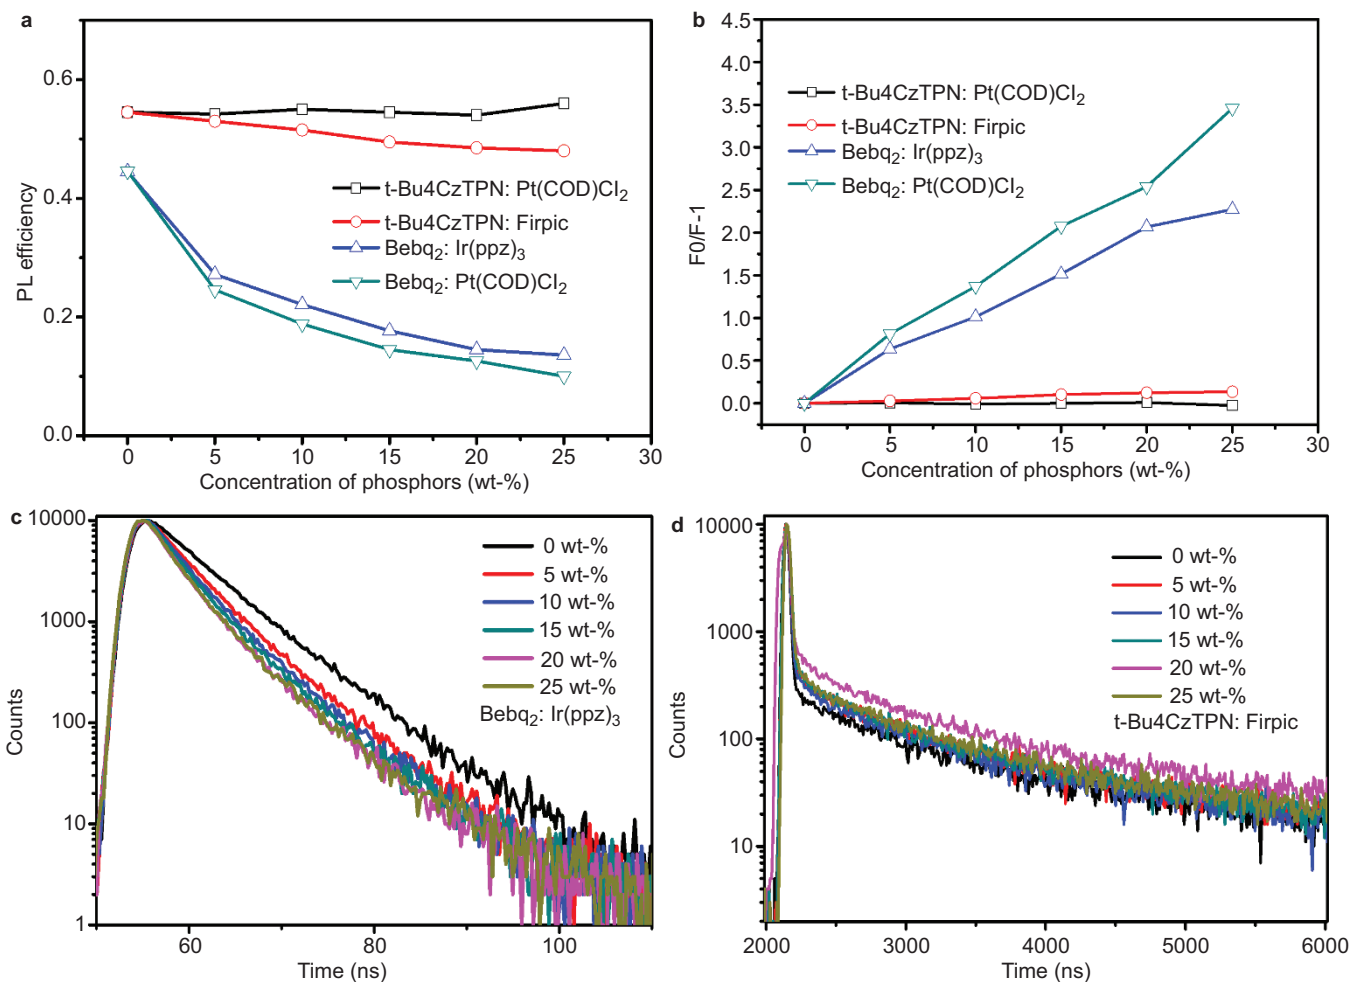 a
0.6
0.4
0.2
0.0
PL efficiency
t-Bu4CzTPN: Pt(COD)Cl₂
t-Bu4CzTPN: Firpic
Bebq₂: Ir(ppz)₃
Bebq₂: Pt(COD)Cl₂
0 5 10 15 20 25 30
Concentration of phosphors (wt-%)
b
4.5
4.0
3.5
3.0
2.5
2.0
1.5
1.0
0.5
0.0
F0/F-1
t-Bu4CzTPN: Pt(COD)Cl₂
t-Bu4CzTPN: Firpic
Bebq₂: Ir(ppz)₃
Bebq₂: Pt(COD)Cl₂
0 5 10 15 20 25 30
Concentration of phosphors (wt-%)
c
10000
1000
100
10
1
Counts
0 wt-%
5 wt-%
10 wt-%
15 wt-%
20 wt-%
25 wt-%
Bebq₂: Ir(ppz)₃
60 80 100
Time (ns)
d
10000
1000
100
10
Counts
0 wt-%
5 wt-%
10 wt-%
15 wt-%
20 wt-%
25 wt-%
t-Bu4CzTPN: Firpic
2000 3000 4000 5000 6000
Time (ns)